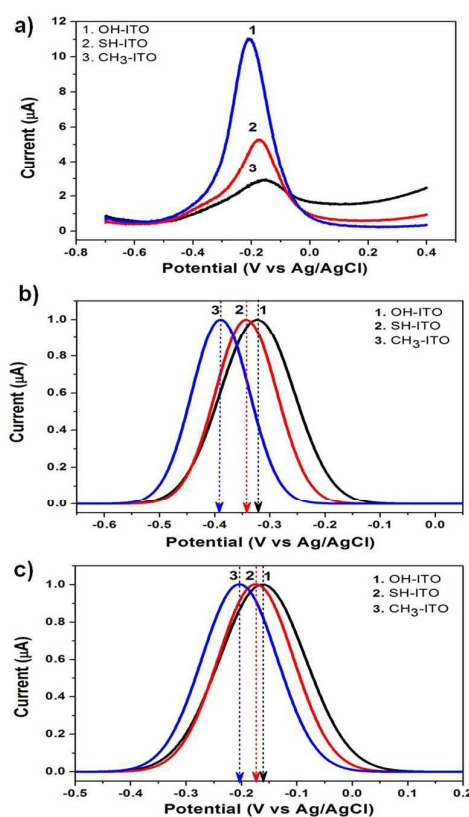 a)
1. OH-ITO
2. SH-ITO
3. CH₃-ITO
1
2
3
12
10
8
6
4
2
0
Current (µA)
-0.8 -0.6 -0.4 -0.2 0.0 0.2 0.4
Potential (V vs Ag/AgCl)
b)
3 2 1
1. OH-ITO
2. SH-ITO
3. CH₃-ITO
1.0
0.8
0.6
0.4
0.2
0.0
Current (µA)
-0.6 -0.5 -0.4 -0.3 -0.2 -0.1 0.0
Potential (V vs Ag/AgCl)
c)
3 2 1
1. OH-ITO
2. SH-ITO
3. CH₃-ITO
1.0
0.8
0.6
0.4
0.2
0.0
Current (µA)
-0.5 -0.4 -0.3 -0.2 -0.1 0.0 0.1 0.2
Potential (V vs Ag/AgCl)